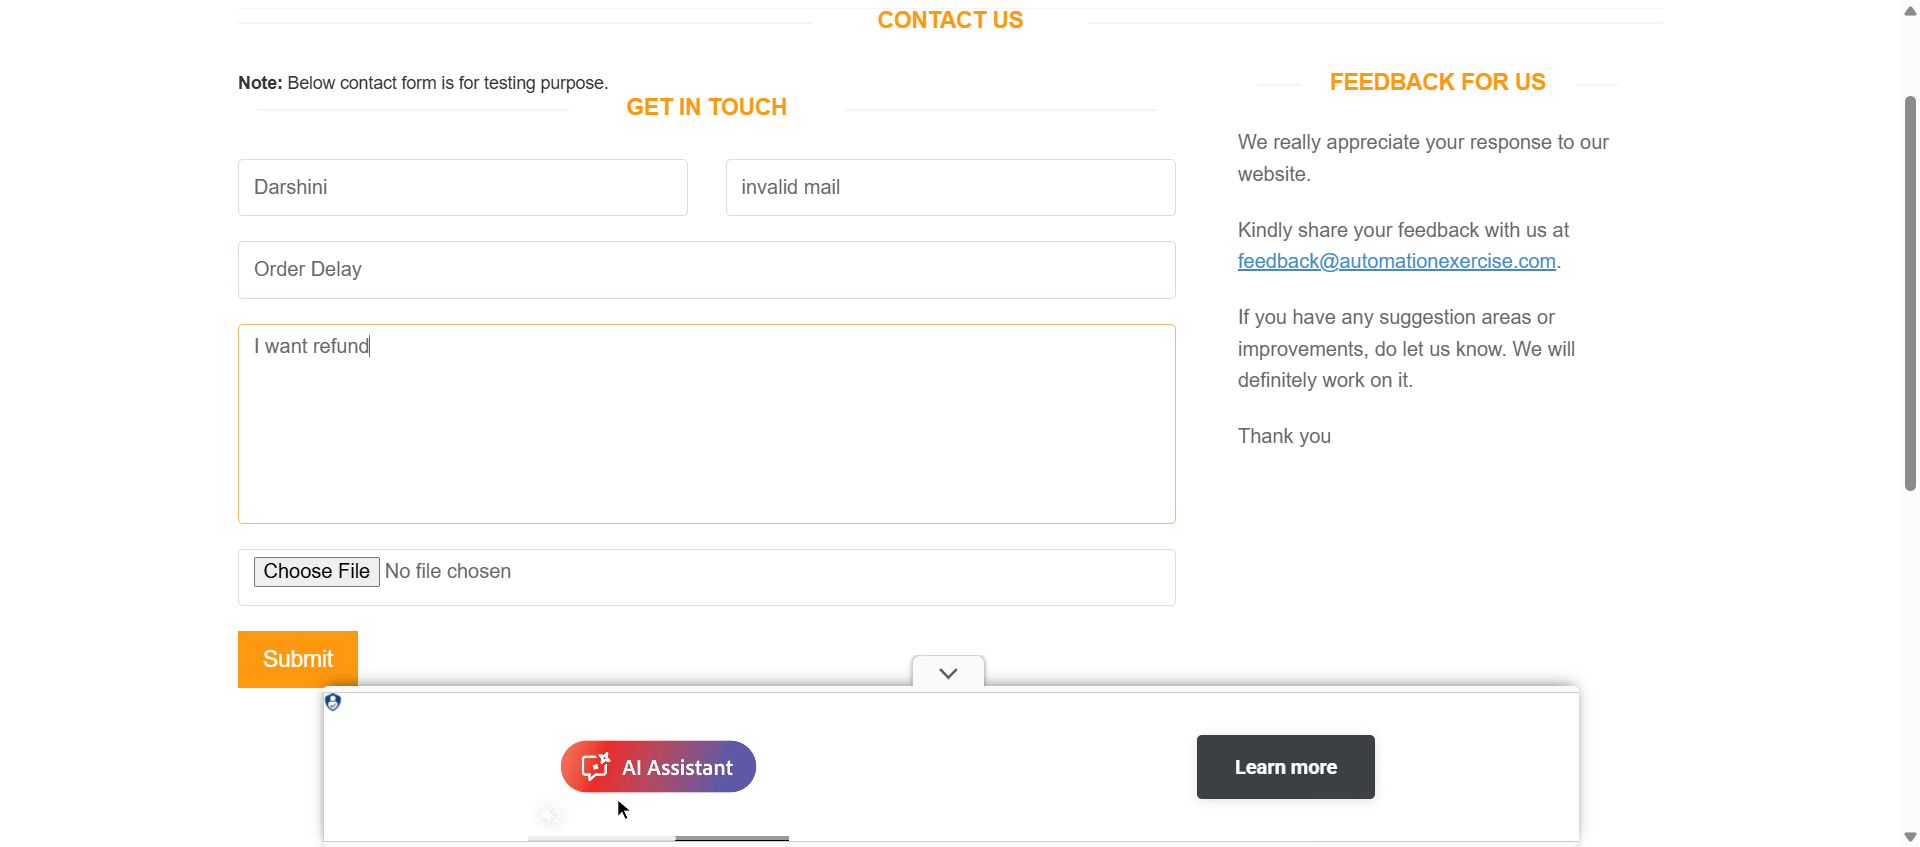 CONTACT US
Note: Below contact form is for testing purpose.
GET IN TOUCH
Darshini
invalid mail
Order Delay
I want refund
Choose File No file chosen
Submit
FEEDBACK FOR US
We really appreciate your response to our
website.
Kindly share your feedback with us at
feedback@automationexercise.com.
If you have any suggestion areas or
improvements, do let us know. We will
definitely work on it.
Thank you
AI Assistant
Learn more